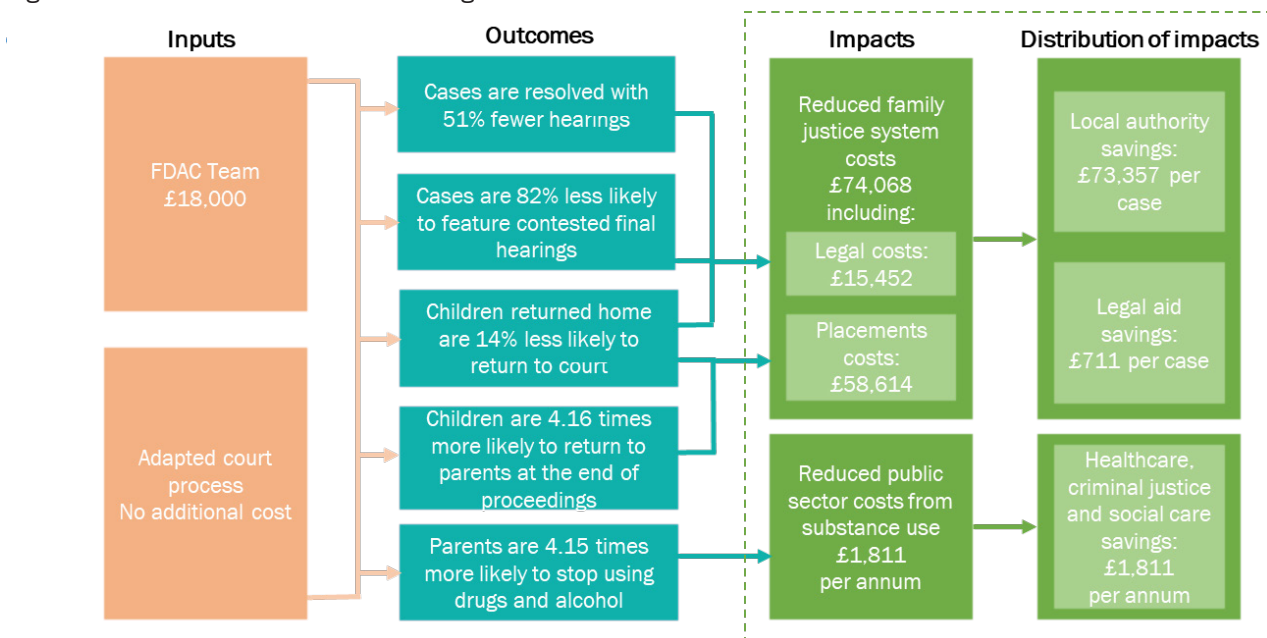 Inputs
FDAC Team
£18,000
Adapted court
process
No additional cost
Outcomes
Cases are resolved with
51% fewer hearings
Cases are 82% less likely
to feature contested final
hearings
Children returned home
are 14% less likely to
return to court
Children are 4.16 times
more likely to return to
parents at the end of
proceedings
Parents are 4.15 times
more likely to stop using
drugs and alcohol
Impacts
Reduced family
justice system
costs
£74,068
including:
Legal costs:
£15,452
Placements
costs:
£58,614
Reduced public
sector costs from
substance use
£1,811
per annum
Distribution of impacts
Local authority
savings:
£73,357 per
case
Legal aid
savings:
£711 per case
Healthcare,
criminal justice
and social care
savings:
£1,811
per annum